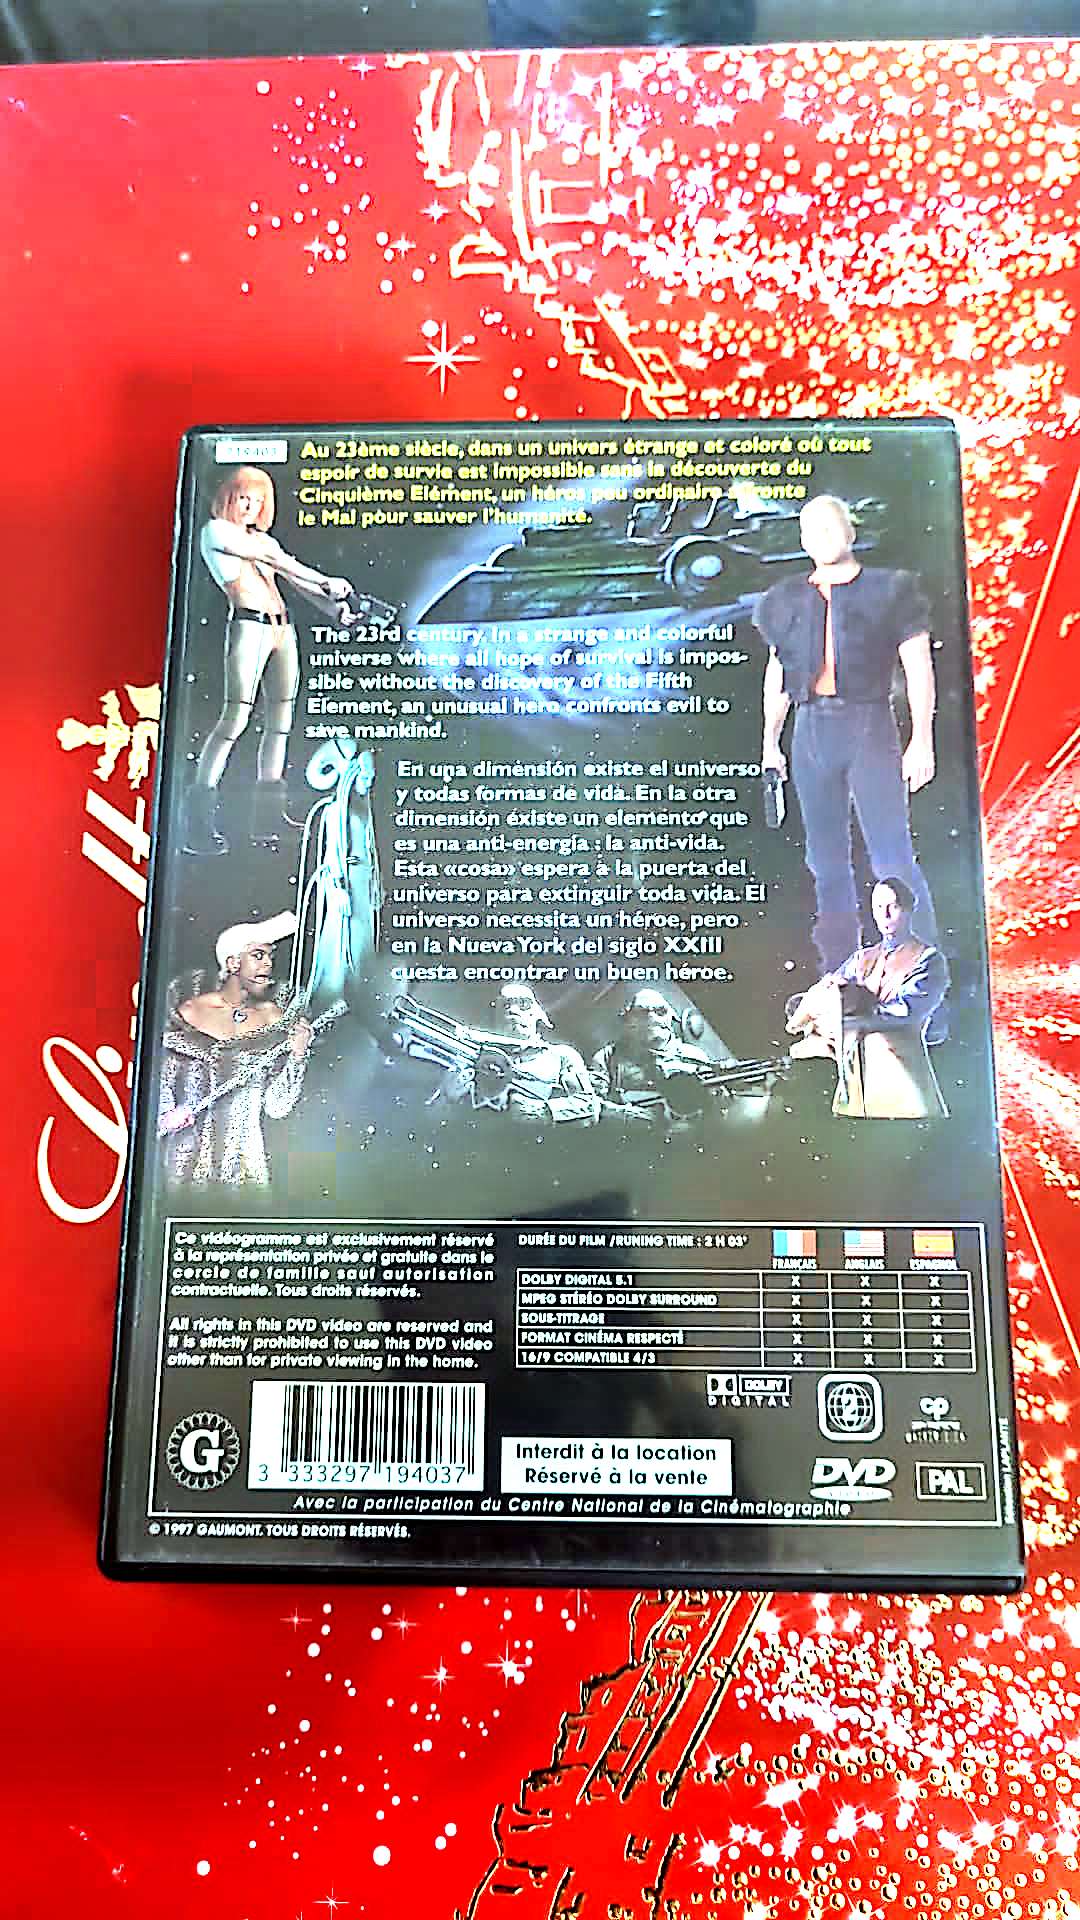 Au 23ème siècle, dans un univers étrange et coloré où tout
espoir de survie est impossible sans la découverte du
Cinquième Elément, un héros peu ordinaire affronte
le Mal pour sauver l'humanité.
The 23rd century. In a strange and colorful
universe where all hope of survival is impos-
sible without the discovery of the Fifth
Element, an unusual hero confronts evil to
save mankind.
En una dimensión existe el universo
y todas formas de vida. En la otra
dimensión éxiste un elemento que
es una anti-energía : la anti-vida.
Esta «cosa» espera a la puerta del
universo para extinguir toda vida. El
universo necessita un héroe, pero
en la Nueva York del siglo XXIII
cuesta encontrar un buen héroe.
Ce vidéogramme est exclusivement réservé
à la représentation privée et gratuite dans le
cercle de famille sauf autorisation
contractuelle. Tous droits réservés.
All rights in this DVD video are reserved and
it is strictly prohibited to use this DVD video
other than for private viewing in the home.
DURÉE DU FILM /RUNING TIME : 2 H 03'
FRANÇAIS ANGLAIS ESPAGNOL
DOLBY DIGITAL 5.1 X X X
MPEG STÉRÉO DOLBY SURROUND X X X
SOUS-TITRAGE X X X
FORMAT CINÉMA RESPECTÉ X X X
16/9 COMPATIBLE 4/3 X X X
DOLBY
DIGITAL
2
cp
G
3 333297 194037
Interdit à la location
Réservé à la vente
DVD
VIDEO
PAL
Avec la participation du Centre National de la Cinématographie
© 1997 GAUMONT. TOUS DROITS RÉSERVÉS.